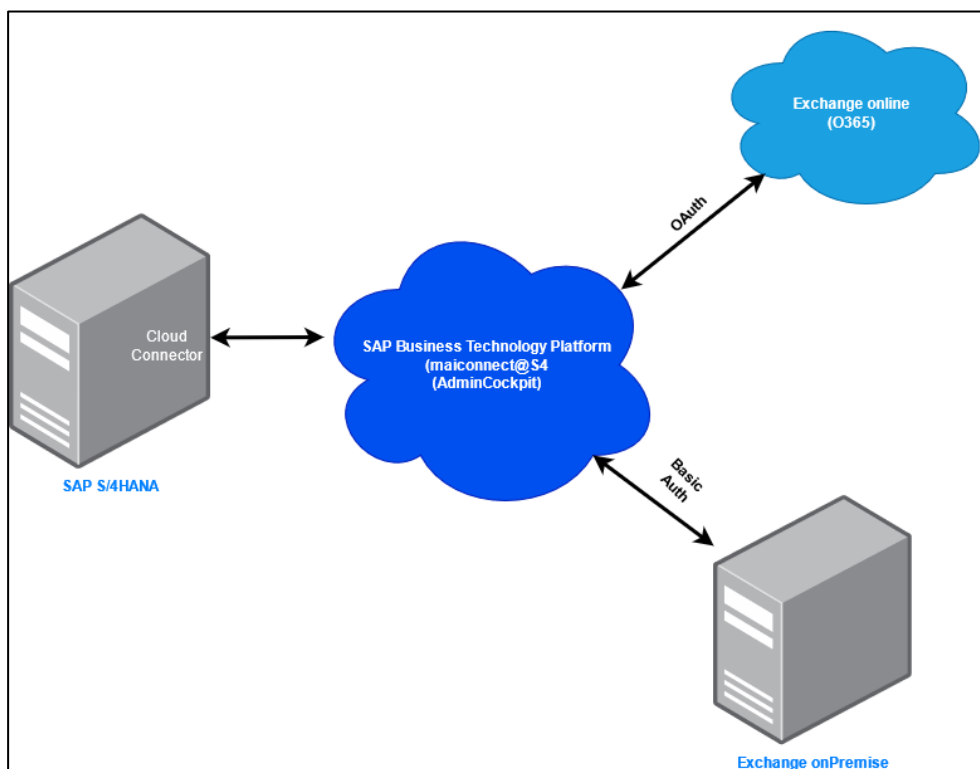 Exchange online
(O365)
OAuth
Cloud
Connector
SAP Business Technology Platform
(maiconnect@S4
(AdminCockpit)
SAP S/4HANA
Basic
Auth
Exchange onPremise